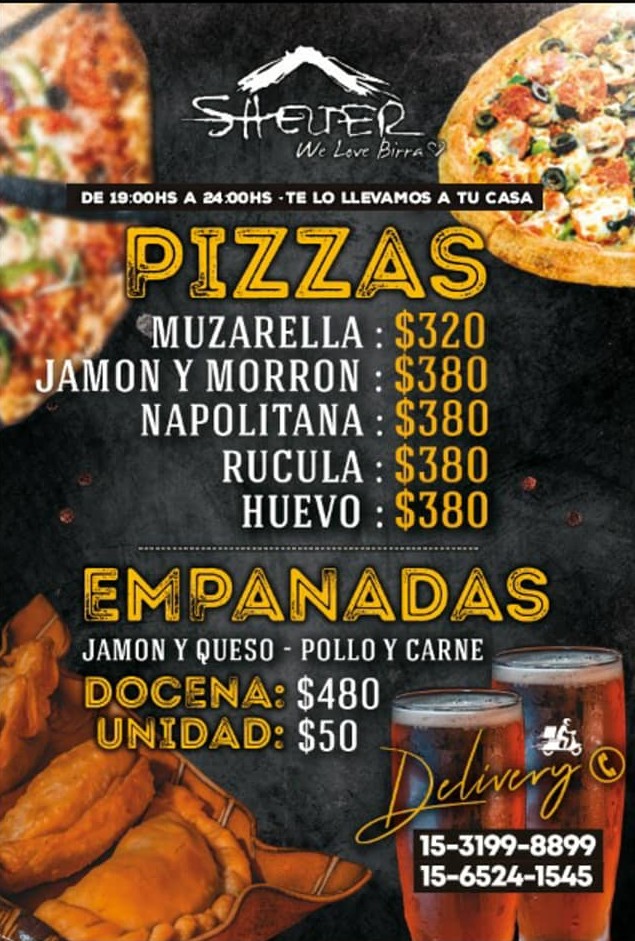 SHELTER
We Love Birra
DE 19:00HS A 24:00HS - TE LO LLEVAMOS A TU CASA
PIZZAS
MUZARELLA : $320
JAMON Y MORRON : $380
NAPOLITANA : $380
RUCULA : $380
HUEVO : $380
EMPANADAS
JAMON Y QUESO - POLLO Y CARNE
DOCENA: $480
UNIDAD: $50
Delivery
15-3199-8899
15-6524-1545